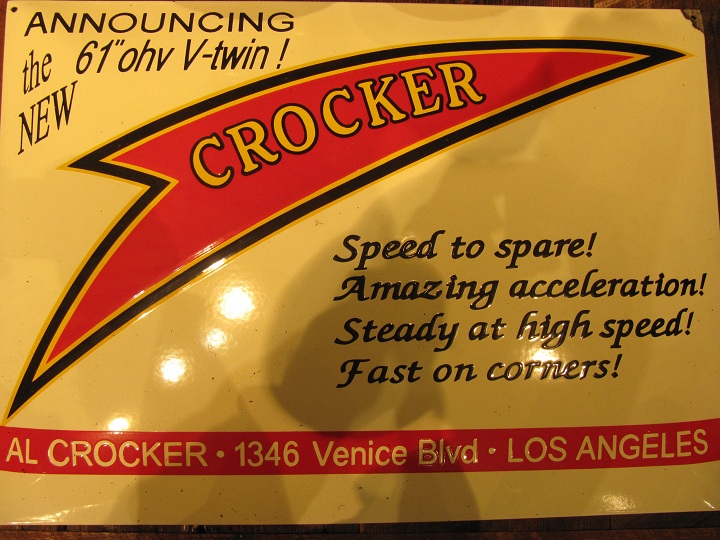 ANNOUNCING
the 61"ohv V-twin !
NEW
CROCKER
Speed to spare!
Amazing acceleration!
Steady at high speed!
Fast on corners!
AL CROCKER • 1346 Venice Blvd • LOS ANGELES